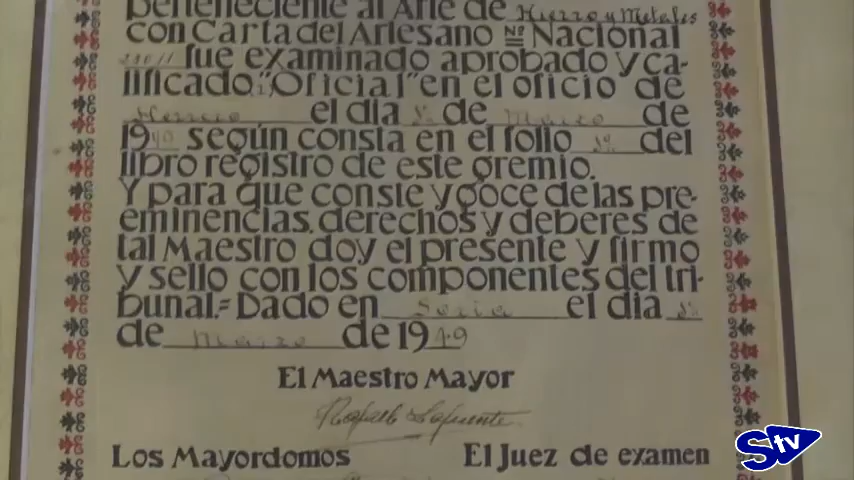 perteneciente al Arte de Hierro y Metales
con Carta del Artesano Nº Nacional
fue examinado aprobado y ca-
lificado "Oficial" en el oficio de
Herrero el día de Marzo de
19 según consta en el folio del
libro registro de este gremio.
Y para que conste y goce de las pre-
eminencias, derechos y deberes de
tal Maestro doy el presente y firmo
y sello con los componentes del tri-
bunal.= Dado en Soria el día
de Marzo de 1949
El Maestro Mayor
Rafael Lafuente
Los Mayordomos El Juez de examen
Stv